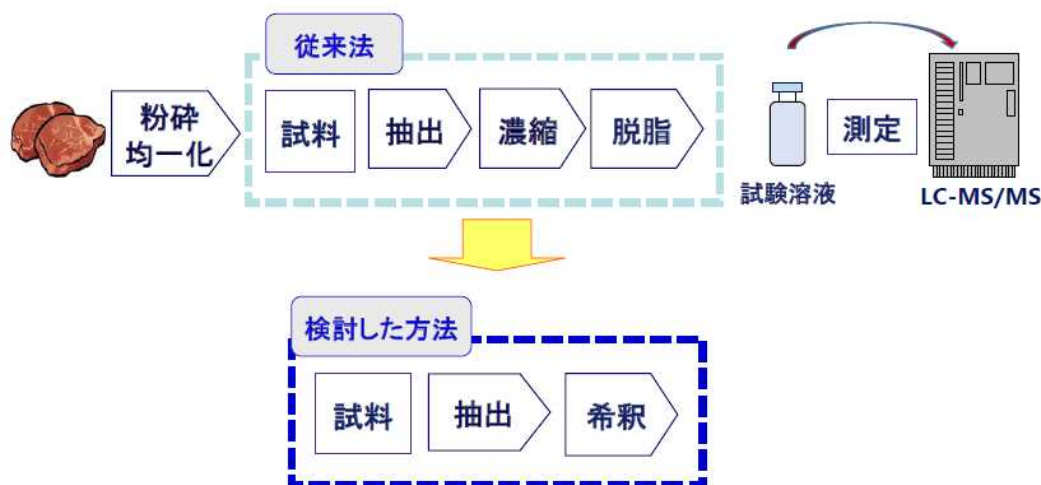 従来法
粉砕
均一化
試料
抽出
濃縮
脱脂
試験溶液
測定
LC-MS/MS
検討した方法
試料
抽出
希釈